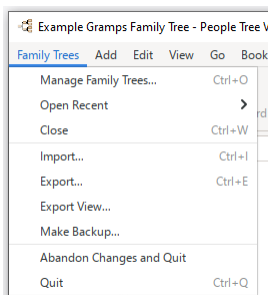 Example Gramps Family Tree - People Tree V
Family Trees Add Edit View Go Book
Manage Family Trees... Ctrl+O
Open Recent
Close Ctrl+W
Import... Ctrl+I
Export... Ctrl+E
Export View...
Make Backup...
Abandon Changes and Quit
Quit Ctrl+Q